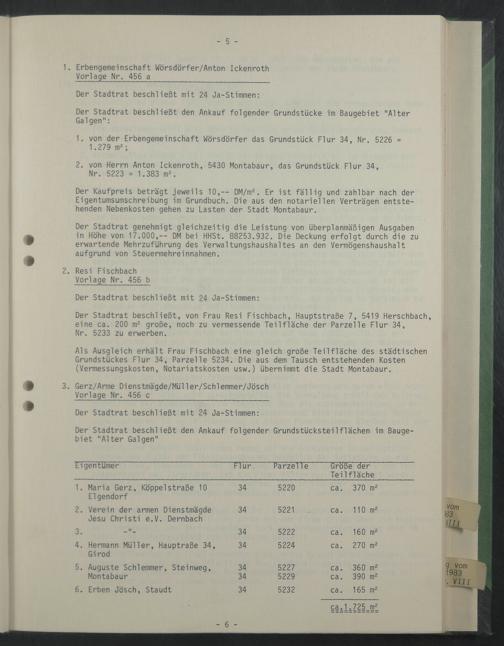 - 5 -
1. Erbengemeinschaft Wörsdörfer/Anton Ickenroth
Vorlage Nr. 456 a
Der Stadtrat beschließt mit 24 Ja-Stimmen:
Der Stadtrat beschließt den Ankauf folgender Grundstücke im Baugebiet "Alter
Galgen":
1. von der Erbengemeinschaft Wörsdörfer das Grundstück Flur 34, Nr. 5226 =
1.279 m²;
2. von Herrn Anton Ickenroth, 5430 Montabaur, das Grundstück Flur 34,
Nr. 5223 = 1.383 m².
Der Kaufpreis beträgt jeweils 10,-- DM/m². Er ist fällig und zahlbar nach der
Eigentumsumschreibung im Grundbuch. Die aus den notariellen Verträgen entste-
henden Nebenkosten gehen zu Lasten der Stadt Montabaur.
Der Stadtrat genehmigt gleichzeitig die Leistung von überplanmäßigen Ausgaben
in Höhe von 17.000,-- DM bei HHSt. 88253.932. Die Deckung erfolgt durch die zu
erwartende Mehrzuführung des Verwaltungshaushaltes an den Vermögenshaushalt
aufgrund von Steuermehreinnahmen.
2. Resi Fischbach
Vorlage Nr. 456 b
Der Stadtrat beschließt mit 24 Ja-Stimmen:
Der Stadtrat beschließt, von Frau Resi Fischbach, Hauptstraße 7, 5419 Herschbach,
eine ca. 200 m² große, noch zu vermessende Teilfläche der Parzelle Flur 34,
Nr. 5233 zu erwerben.
Als Ausgleich erhält Frau Fischbach eine gleich große Teilfläche des städtischen
Grundstückes Flur 34, Parzelle 5234. Die aus dem Tausch entstehenden Kosten
(Vermessungskosten, Notariatskosten usw.) übernimmt die Stadt Montabaur.
3. Gerz/Arme Dienstmägde/Müller/Schlemmer/Jösch
Vorlage Nr. 456 c
Der Stadtrat beschließt mit 24 Ja-Stimmen:
Der Stadtrat beschließt den Ankauf folgender Grundstücksteilflächen im Bauge-
biet "Alter Galgen"
Eigentümer Flur Parzelle Größe der
Teilfläche
1. Maria Gerz, Köppelstraße 10 34 5220 ca. 370 m²
Elgendorf
2. Verein der armen Dienstmägde 34 5221 ca. 110 m²
Jesu Christi e.V. Dernbach
3. -"- 34 5222 ca. 160 m²
4. Hermann Müller, Hauptraße 34, 34 5224 ca. 270 m²
Girod
5. Auguste Schlemmer, Steinweg, 34 5227 ca. 360 m²
Montabaur 34 5229 ca. 390 m²
6. Erben Jösch, Staudt 34 5232 ca. 165 m²
ca.1.725 m²
- 6 -
vom
VIII
vom
1983
VIII